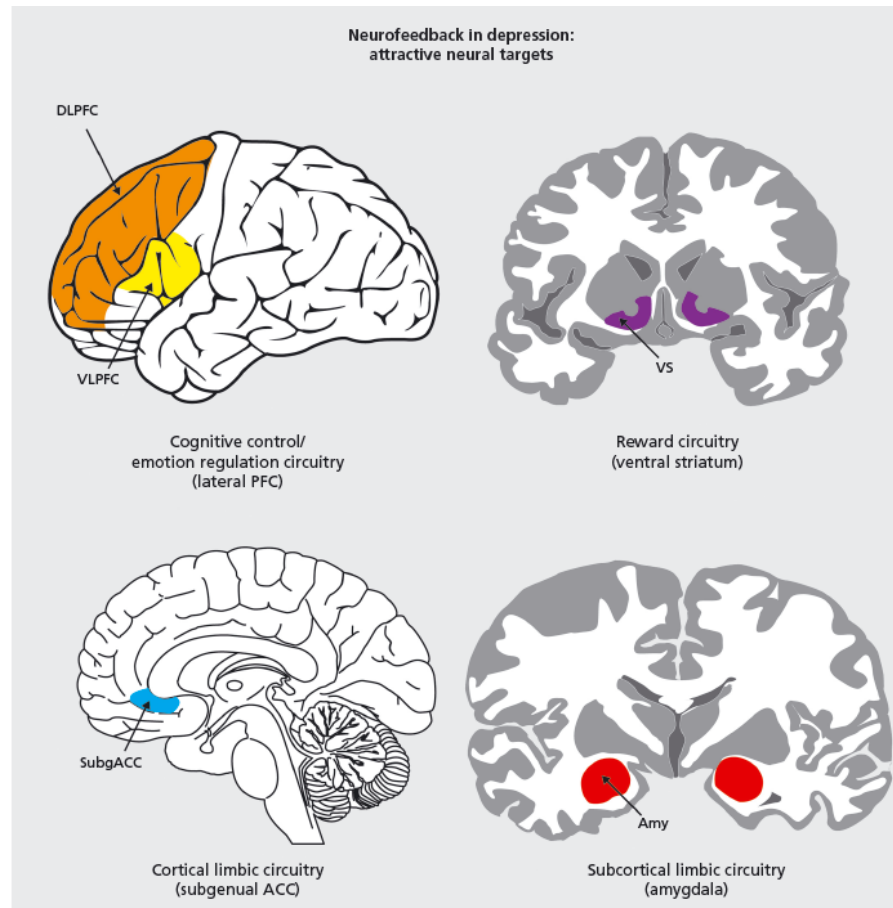 Neurofeedback in depression:
attractive neural targets
DLPFC
VLPFC
Cognitive control/
emotion regulation circuitry
(lateral PFC)
VS
Reward circuitry
(ventral striatum)
SubgACC
Cortical limbic circuitry
(subgenual ACC)
Amy
Subcortical limbic circuitry
(amygdala)